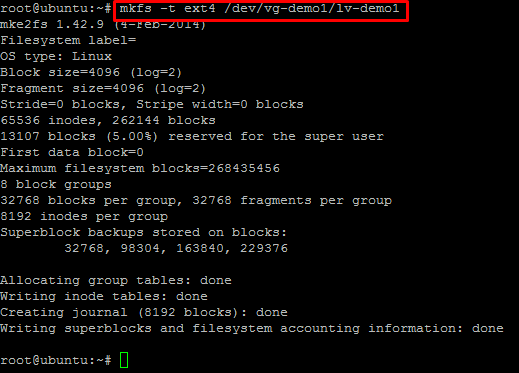 root@ubuntu:~# mkfs -t ext4 /dev/vg-demo1/lv-demo1
mke2fs 1.42.9 (4-Feb-2014)
Filesystem label=
OS type: Linux
Block size=4096 (log=2)
Fragment size=4096 (log=2)
Stride=0 blocks, Stripe width=0 blocks
65536 inodes, 262144 blocks
13107 blocks (5.00%) reserved for the super user
First data block=0
Maximum filesystem blocks=268435456
8 block groups
32768 blocks per group, 32768 fragments per group
8192 inodes per group
Superblock backups stored on blocks:
        32768, 98304, 163840, 229376
Allocating group tables: done
Writing inode tables: done
Creating journal (8192 blocks): done
Writing superblocks and filesystem accounting information: done
root@ubuntu:~#